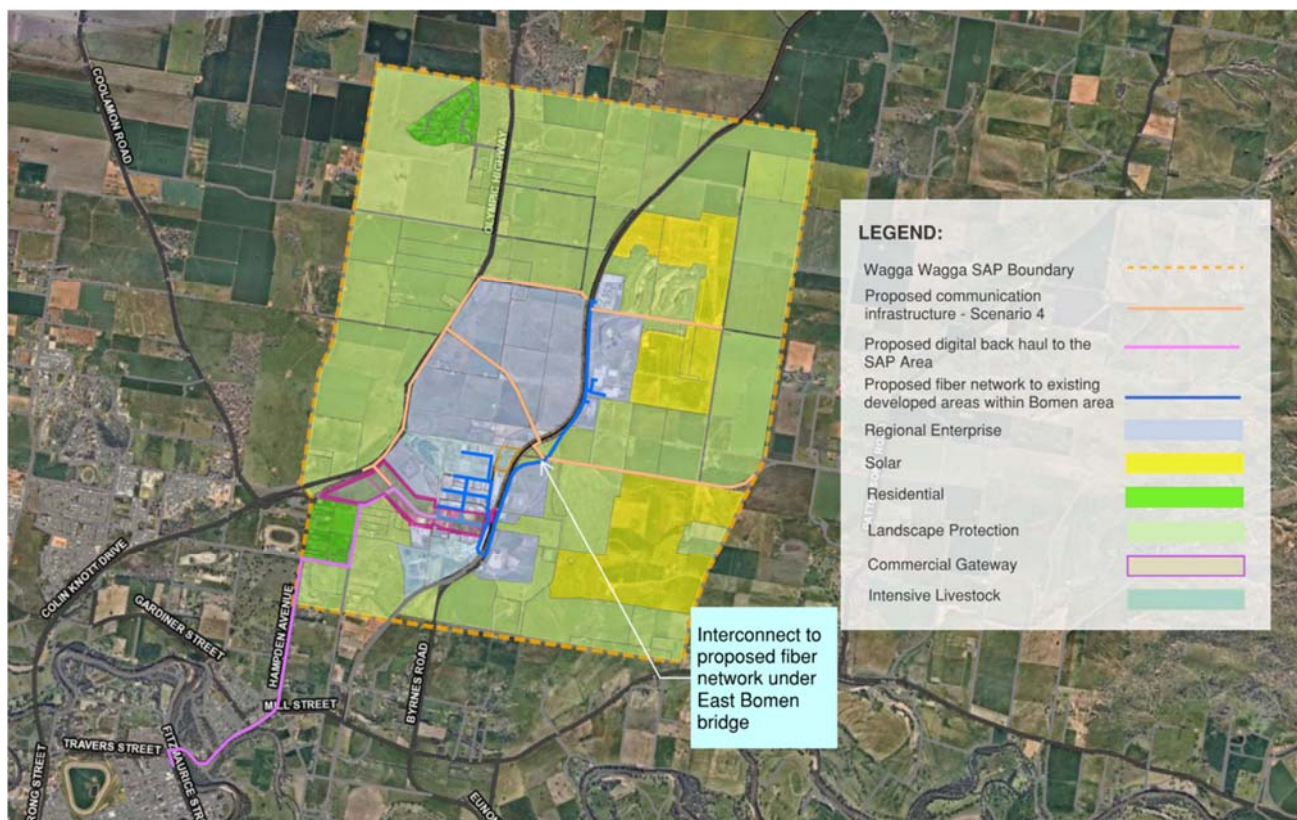 COOLAMON ROAD
OLYMPIC HIGHWAY
LEGEND:
Wagga Wagga SAP Boundary
Proposed communication
infrastructure - Scenario 4
Proposed digital back haul to the
SAP Area
Proposed fiber network to existing
developed areas within Bomen area
Regional Enterprise
Solar
Residential
Landscape Protection
Commercial Gateway
Intensive Livestock
COLIN KNOTT DRIVE
GARDINER STREET
HAMPDEN AVENUE
BYRNES ROAD
MILL STREET
TRAVERS STREET
Interconnect to
proposed fiber
network under
East Bomen
bridge